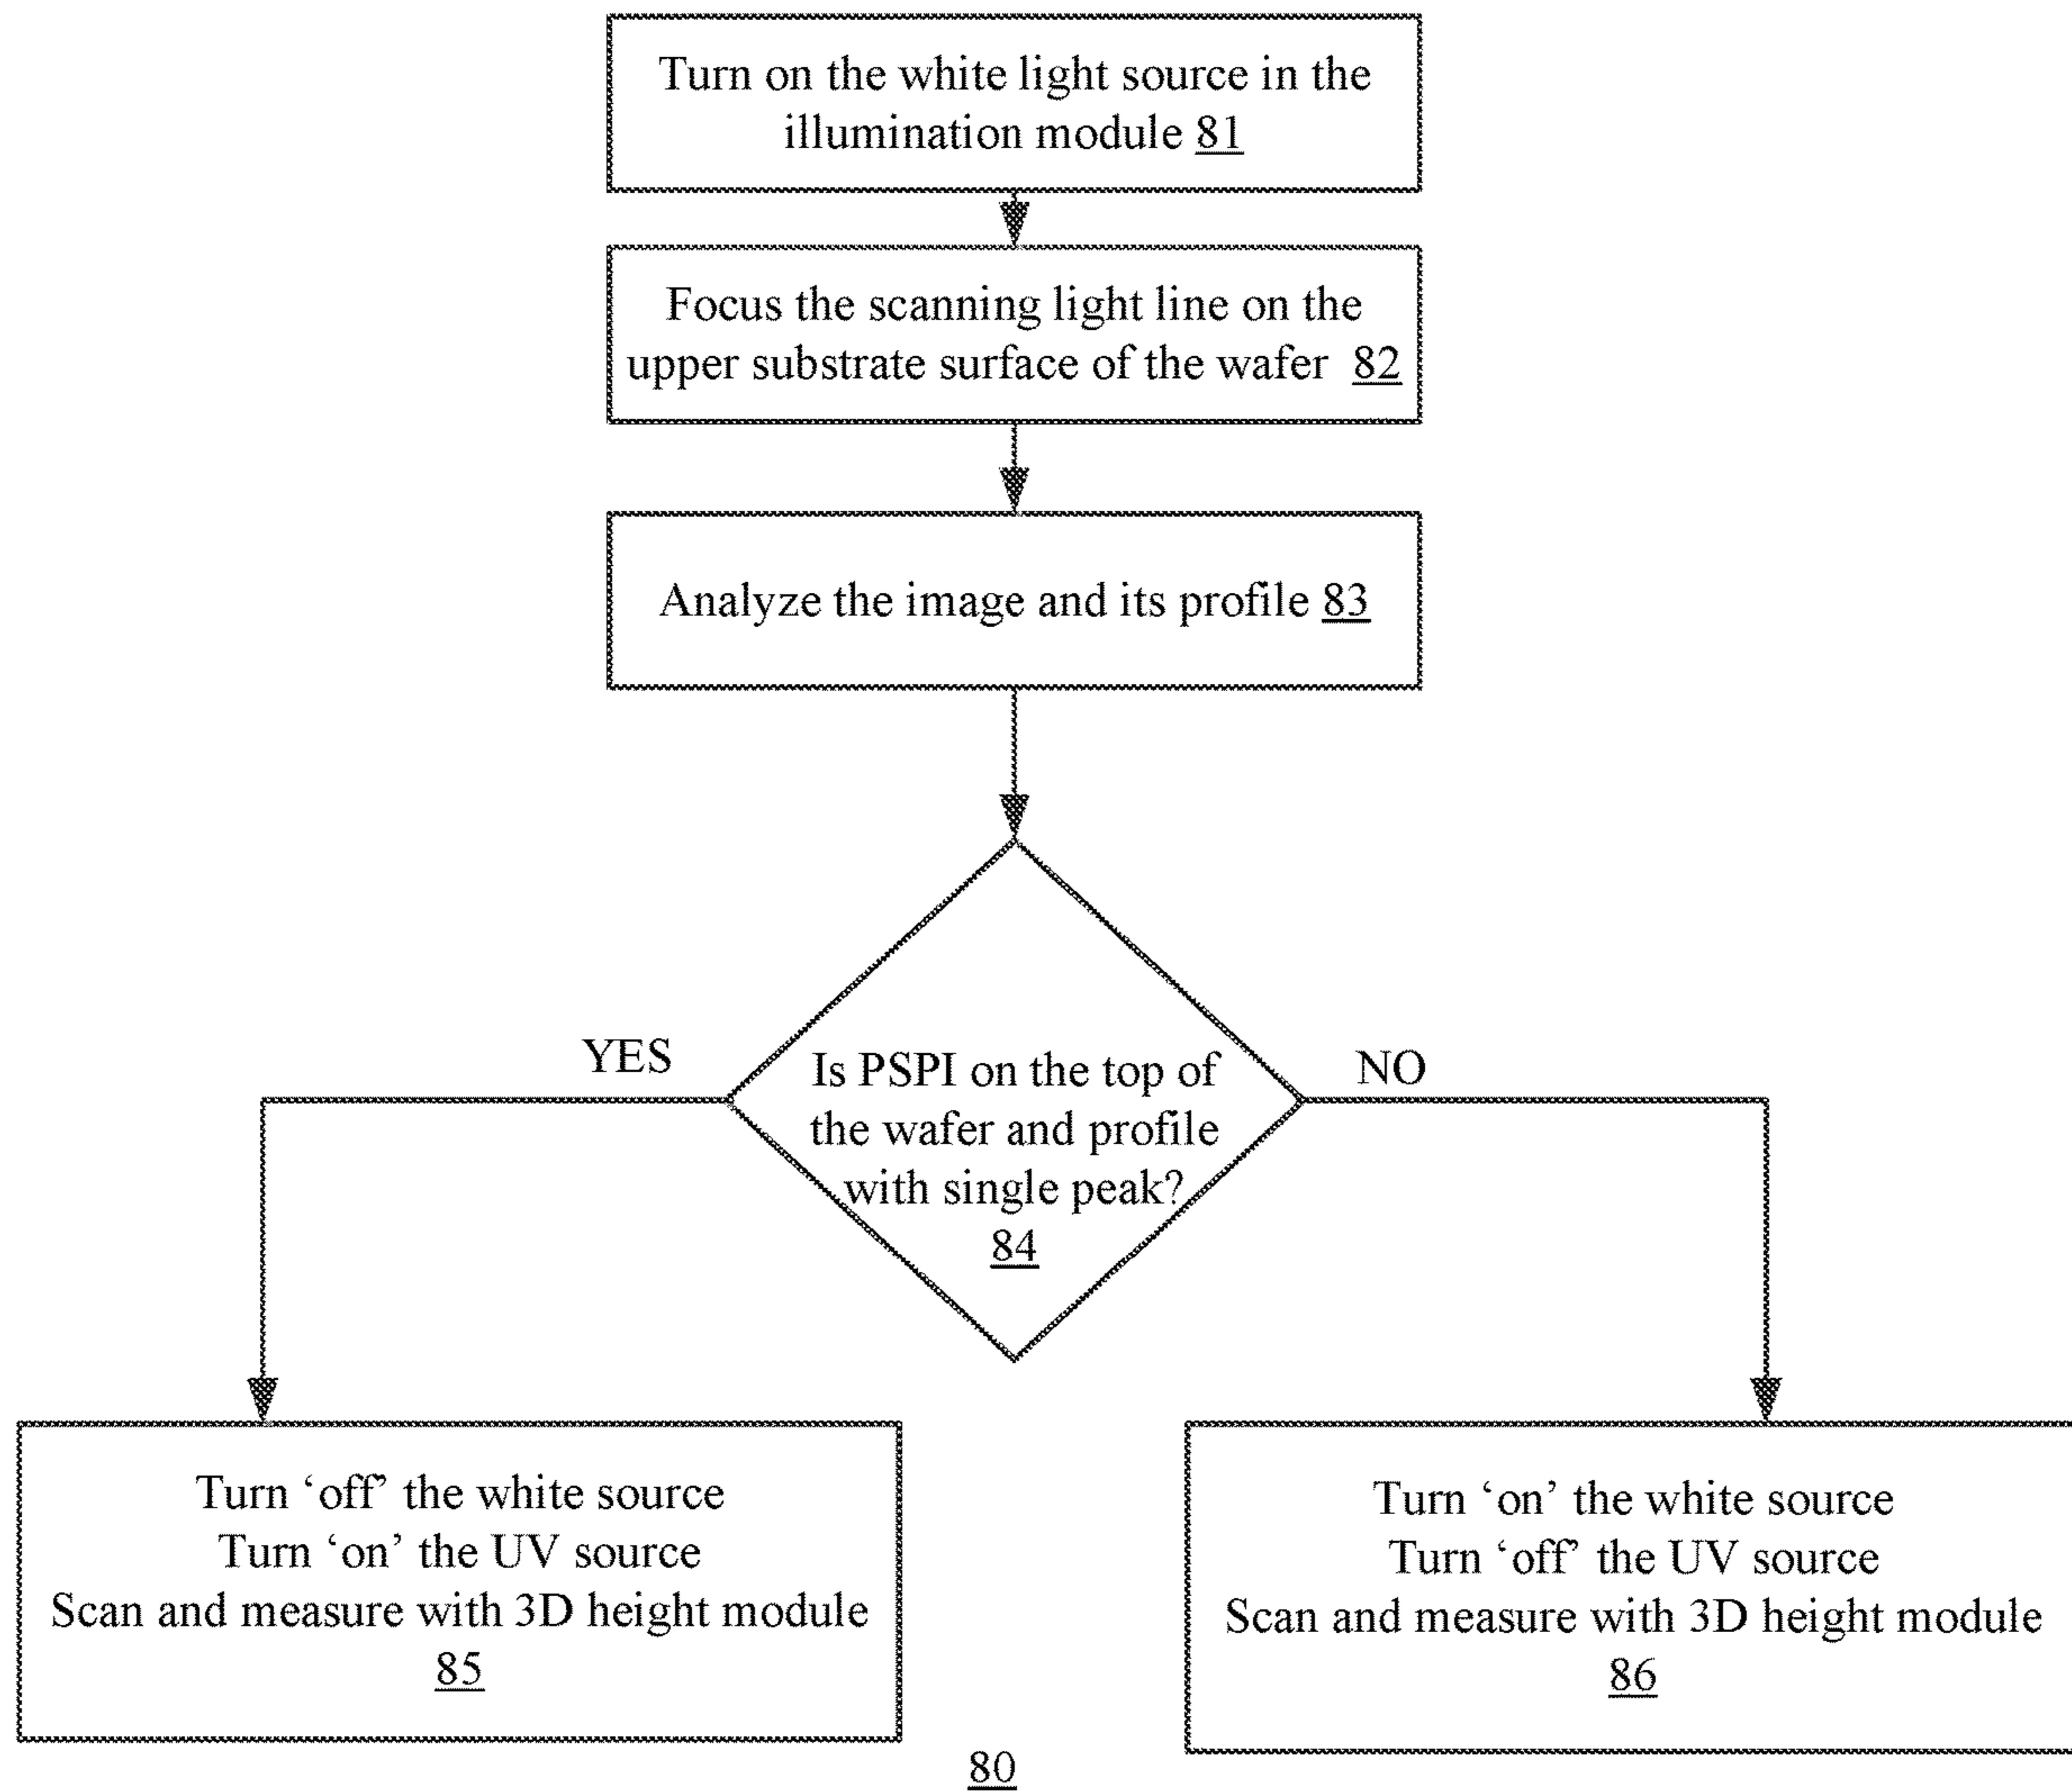 Turn on the white light source in the
illumination module 81
Focus the scanning light line on the
upper substrate surface of the wafer 82
Analyze the image and its profile 83
YES
NO
Is PSPI on the top of
the wafer and profile
with single peak?
84
Turn ‘off’ the white source
Turn ‘on’ the UV source
Scan and measure with 3D height module
85
Turn ‘on’ the white source
Turn ‘off’ the UV source
Scan and measure with 3D height module
86
80